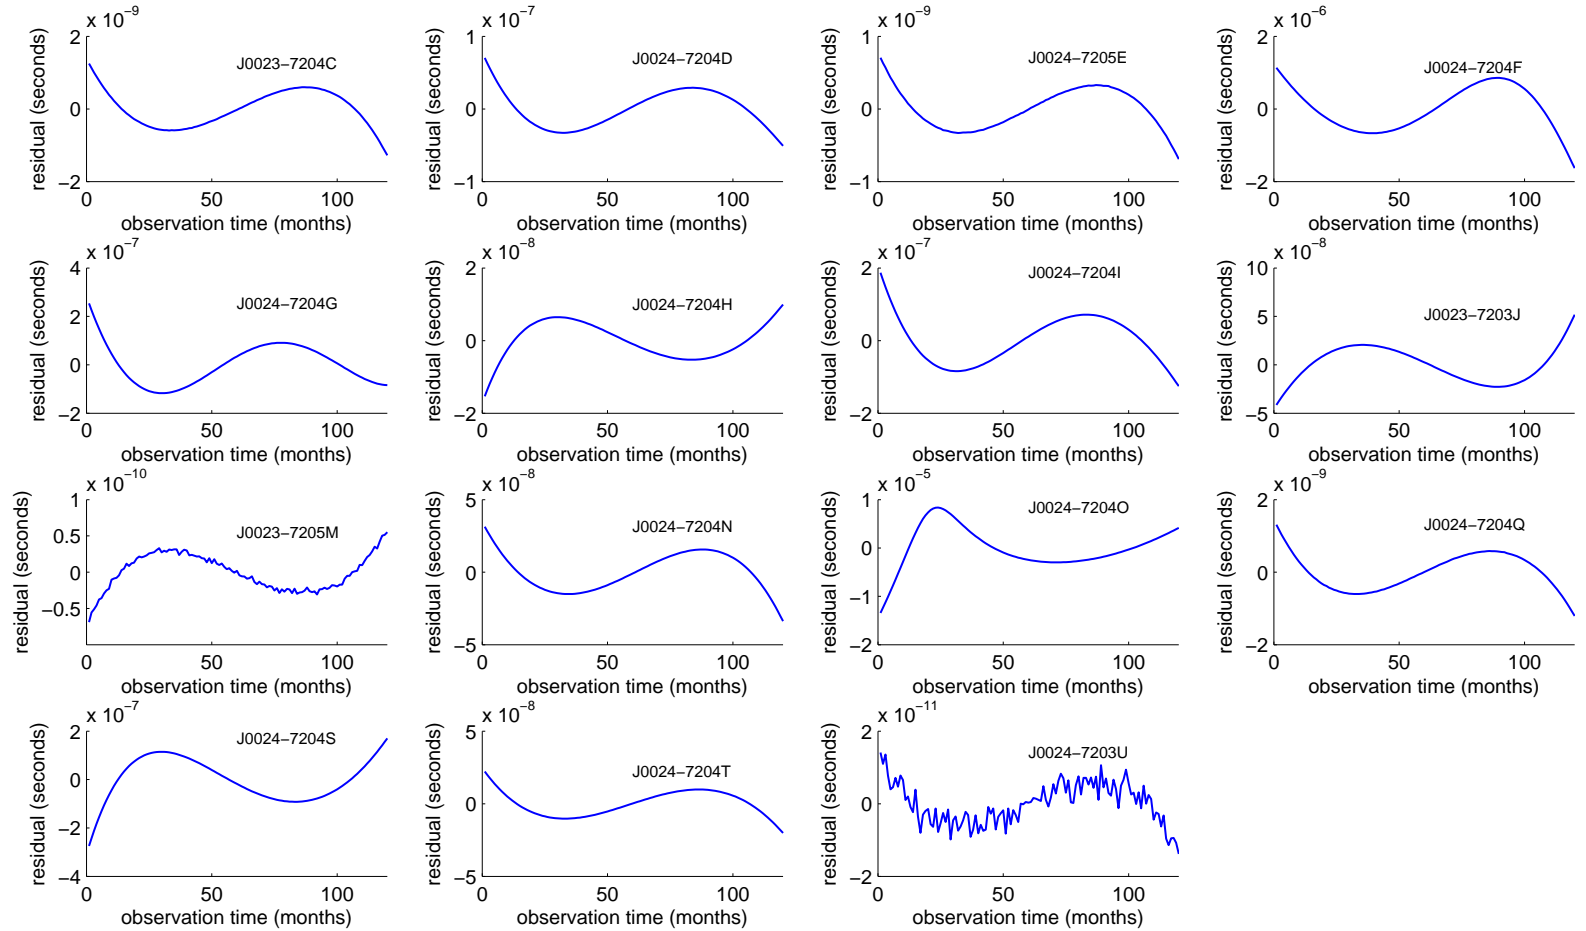 x 10−9
residual (seconds)
2
0
−2
J0023−7204C
0 50 100
observation time (months)
x 10−7
residual (seconds)
1
0
−1
J0024−7204D
0 50 100
observation time (months)
x 10−9
residual (seconds)
1
0
−1
J0024−7205E
0 50 100
observation time (months)
x 10−6
residual (seconds)
2
0
−2
J0024−7204F
0 50 100
observation time (months)
x 10−7
residual (seconds)
4
2
0
−2
J0024−7204G
0 50 100
observation time (months)
x 10−8
residual (seconds)
2
0
−2
J0024−7204H
0 50 100
observation time (months)
x 10−7
residual (seconds)
2
0
−2
J0024−7204I
0 50 100
observation time (months)
x 10−8
residual (seconds)
10
5
0
−5
J0023−7203J
0 50 100
observation time (months)
x 10−10
residual (seconds)
1
0.5
0
−0.5
J0023−7205M
0 50 100
observation time (months)
x 10−8
residual (seconds)
5
0
−5
J0024−7204N
0 50 100
observation time (months)
x 10−5
residual (seconds)
1
0
−1
−2
J0024−7204O
0 50 100
observation time (months)
x 10−9
residual (seconds)
2
0
−2
J0024−7204Q
0 50 100
observation time (months)
x 10−7
residual (seconds)
2
0
−2
−4
J0024−7204S
0 50 100
observation time (months)
x 10−8
residual (seconds)
5
0
−5
J0024−7204T
0 50 100
observation time (months)
x 10−11
residual (seconds)
2
0
−2
J0024−7203U
0 50 100
observation time (months)